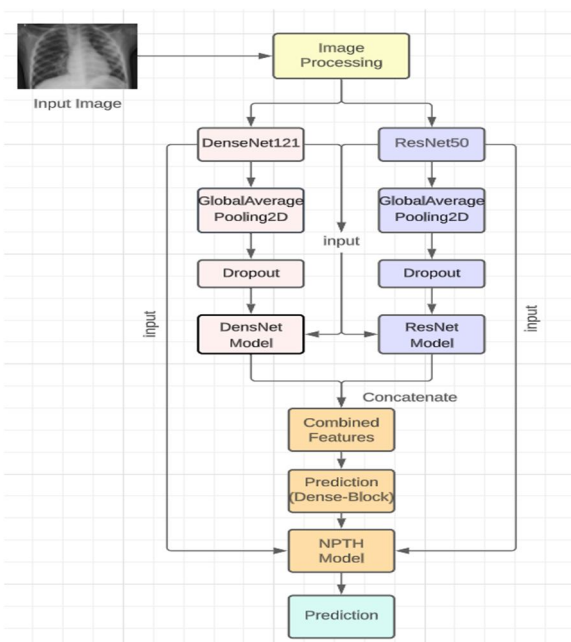 Image
Processing
Input Image
DenseNet121
ResNet50
GlobalAverage
Pooling2D
GlobalAverage
Pooling2D
input
Dropout
Dropout
input
input
DensNet
Model
ResNet
Model
Concatenate
Combined
Features
Prediction
(Dense-Block)
NPTH
Model
Prediction